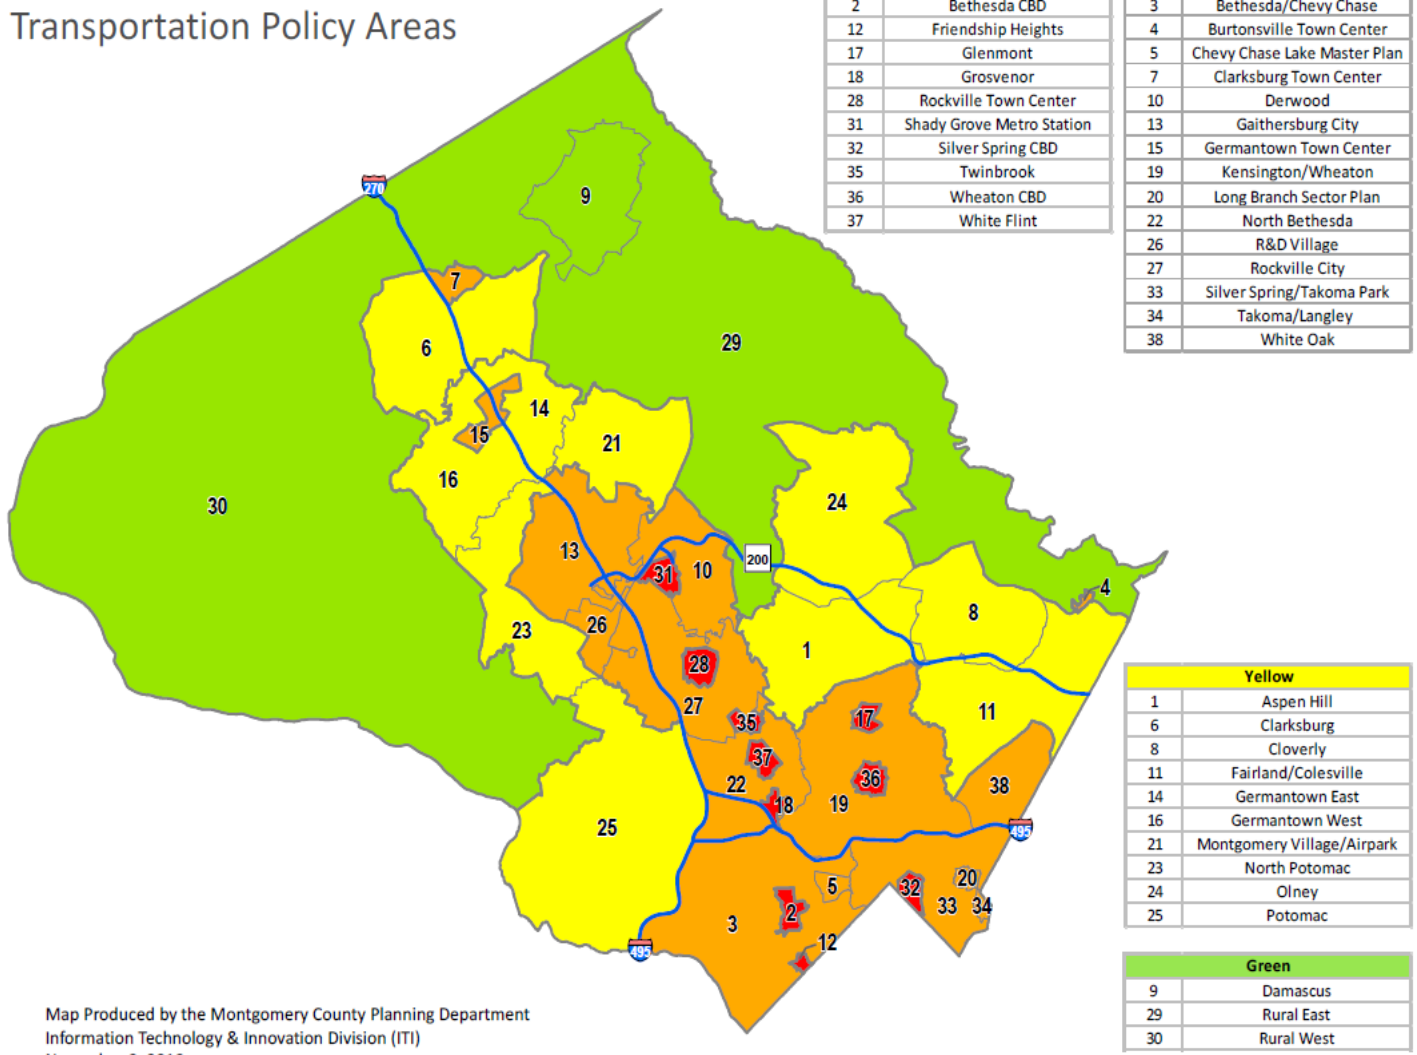 Transportation Policy Areas
2 Bethesda CBD
12 Friendship Heights
17 Glenmont
18 Grosvenor
28 Rockville Town Center
31 Shady Grove Metro Station
32 Silver Spring CBD
35 Twinbrook
36 Wheaton CBD
37 White Flint
3 Bethesda/Chevy Chase
4 Burtonsville Town Center
5 Chevy Chase Lake Master Plan
7 Clarksburg Town Center
10 Derwood
13 Gaithersburg City
15 Germantown Town Center
19 Kensington/Wheaton
20 Long Branch Sector Plan
22 North Bethesda
26 R&D Village
27 Rockville City
33 Silver Spring/Takoma Park
34 Takoma/Langley
38 White Oak
270
9
7
29
6
14
15
21
16
24
30
13
200
31
10
4
26
8
23
1
28
27
35
17
11
37
22
36
38
18
19
25
495
5
32
20
33
34
2
3
12
495
Yellow
1 Aspen Hill
6 Clarksburg
8 Cloverly
11 Fairland/Colesville
14 Germantown East
16 Germantown West
21 Montgomery Village/Airpark
23 North Potomac
24 Olney
25 Potomac
Green
9 Damascus
29 Rural East
30 Rural West
Map Produced by the Montgomery County Planning Department
Information Technology & Innovation Division (ITI)